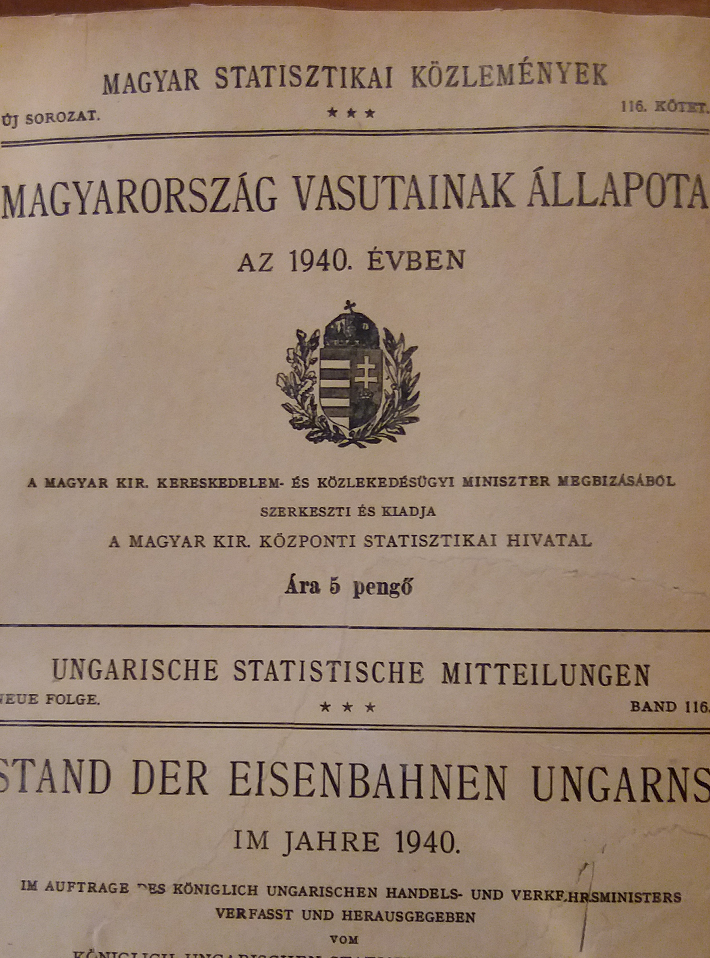 MAGYAR STATISZTIKAI KÖZLEMÉNYEK
ÚJ SOROZAT. * * * 116. KÖTET.
MAGYARORSZÁG VASUTAINAK ÁLLAPOTA
AZ 1940. ÉVBEN
A MAGYAR KIR. KERESKEDELEM- ÉS KÖZLEKEDÉSÜGYI MINISZTER MEGBIZÁSÁBÓL
SZERKESZTI ÉS KIADJA
A MAGYAR KIR. KÖZPONTI STATISZTIKAI HIVATAL
Ára 5 pengő
UNGARISCHE STATISTISCHE MITTEILUNGEN
NEUE FOLGE. * * * BAND 116.
STAND DER EISENBAHNEN UNGARNS
IM JAHRE 1940.
IM AUFTRAGE DES KÖNIGLICH UNGARISCHEN HANDELS- UND VERKEHRSMINISTERS
VERFASST UND HERAUSGEGEBEN
VOM
KÖNIGLICH UNGARISCHEN